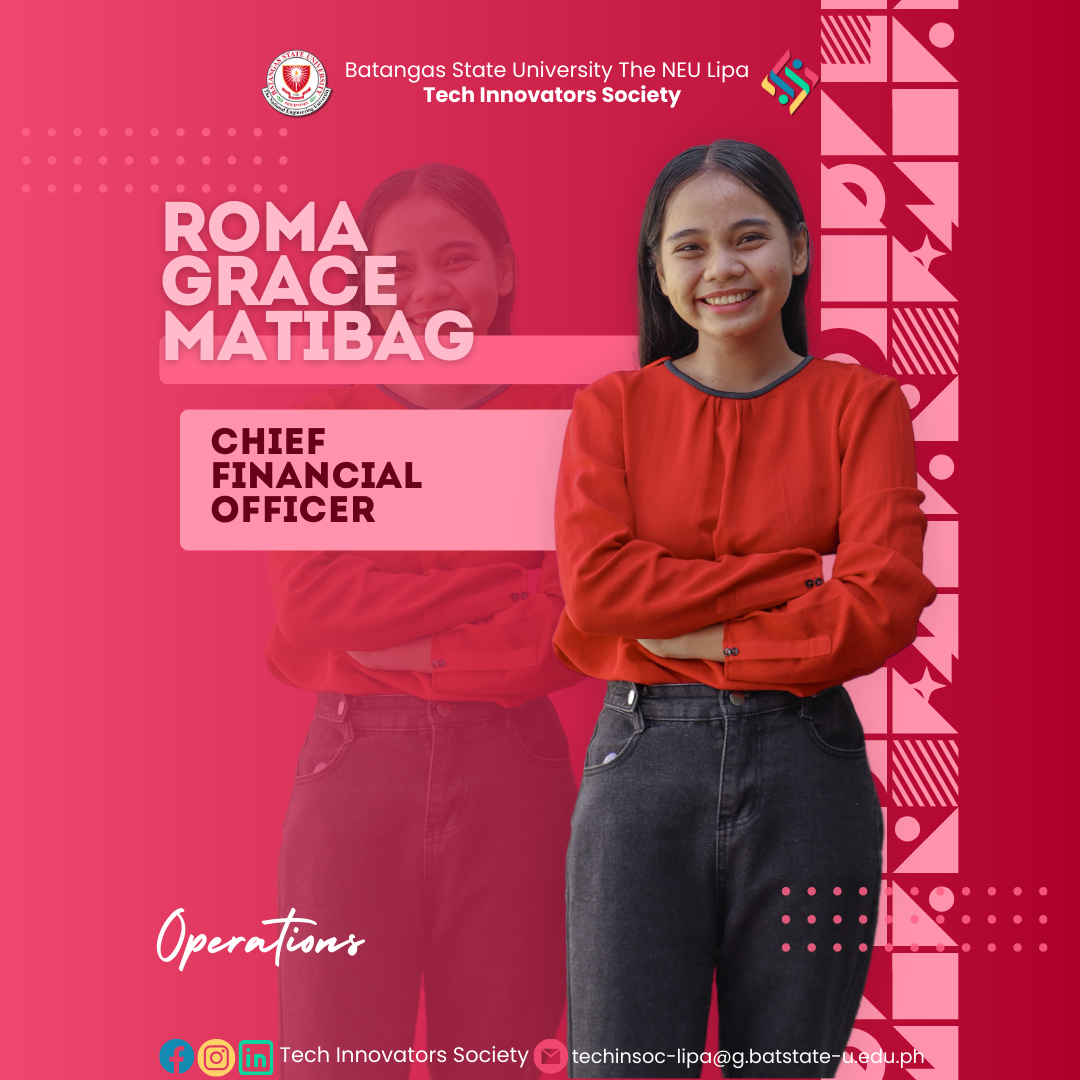 Batangas State University The NEU Lipa
Tech Innovators Society
ROMA
GRACE
MATIBAG
CHIEF
FINANCIAL
OFFICER
Operations
Tech Innovators Society
techinsoc-lipa@g.batstate-u.edu.ph